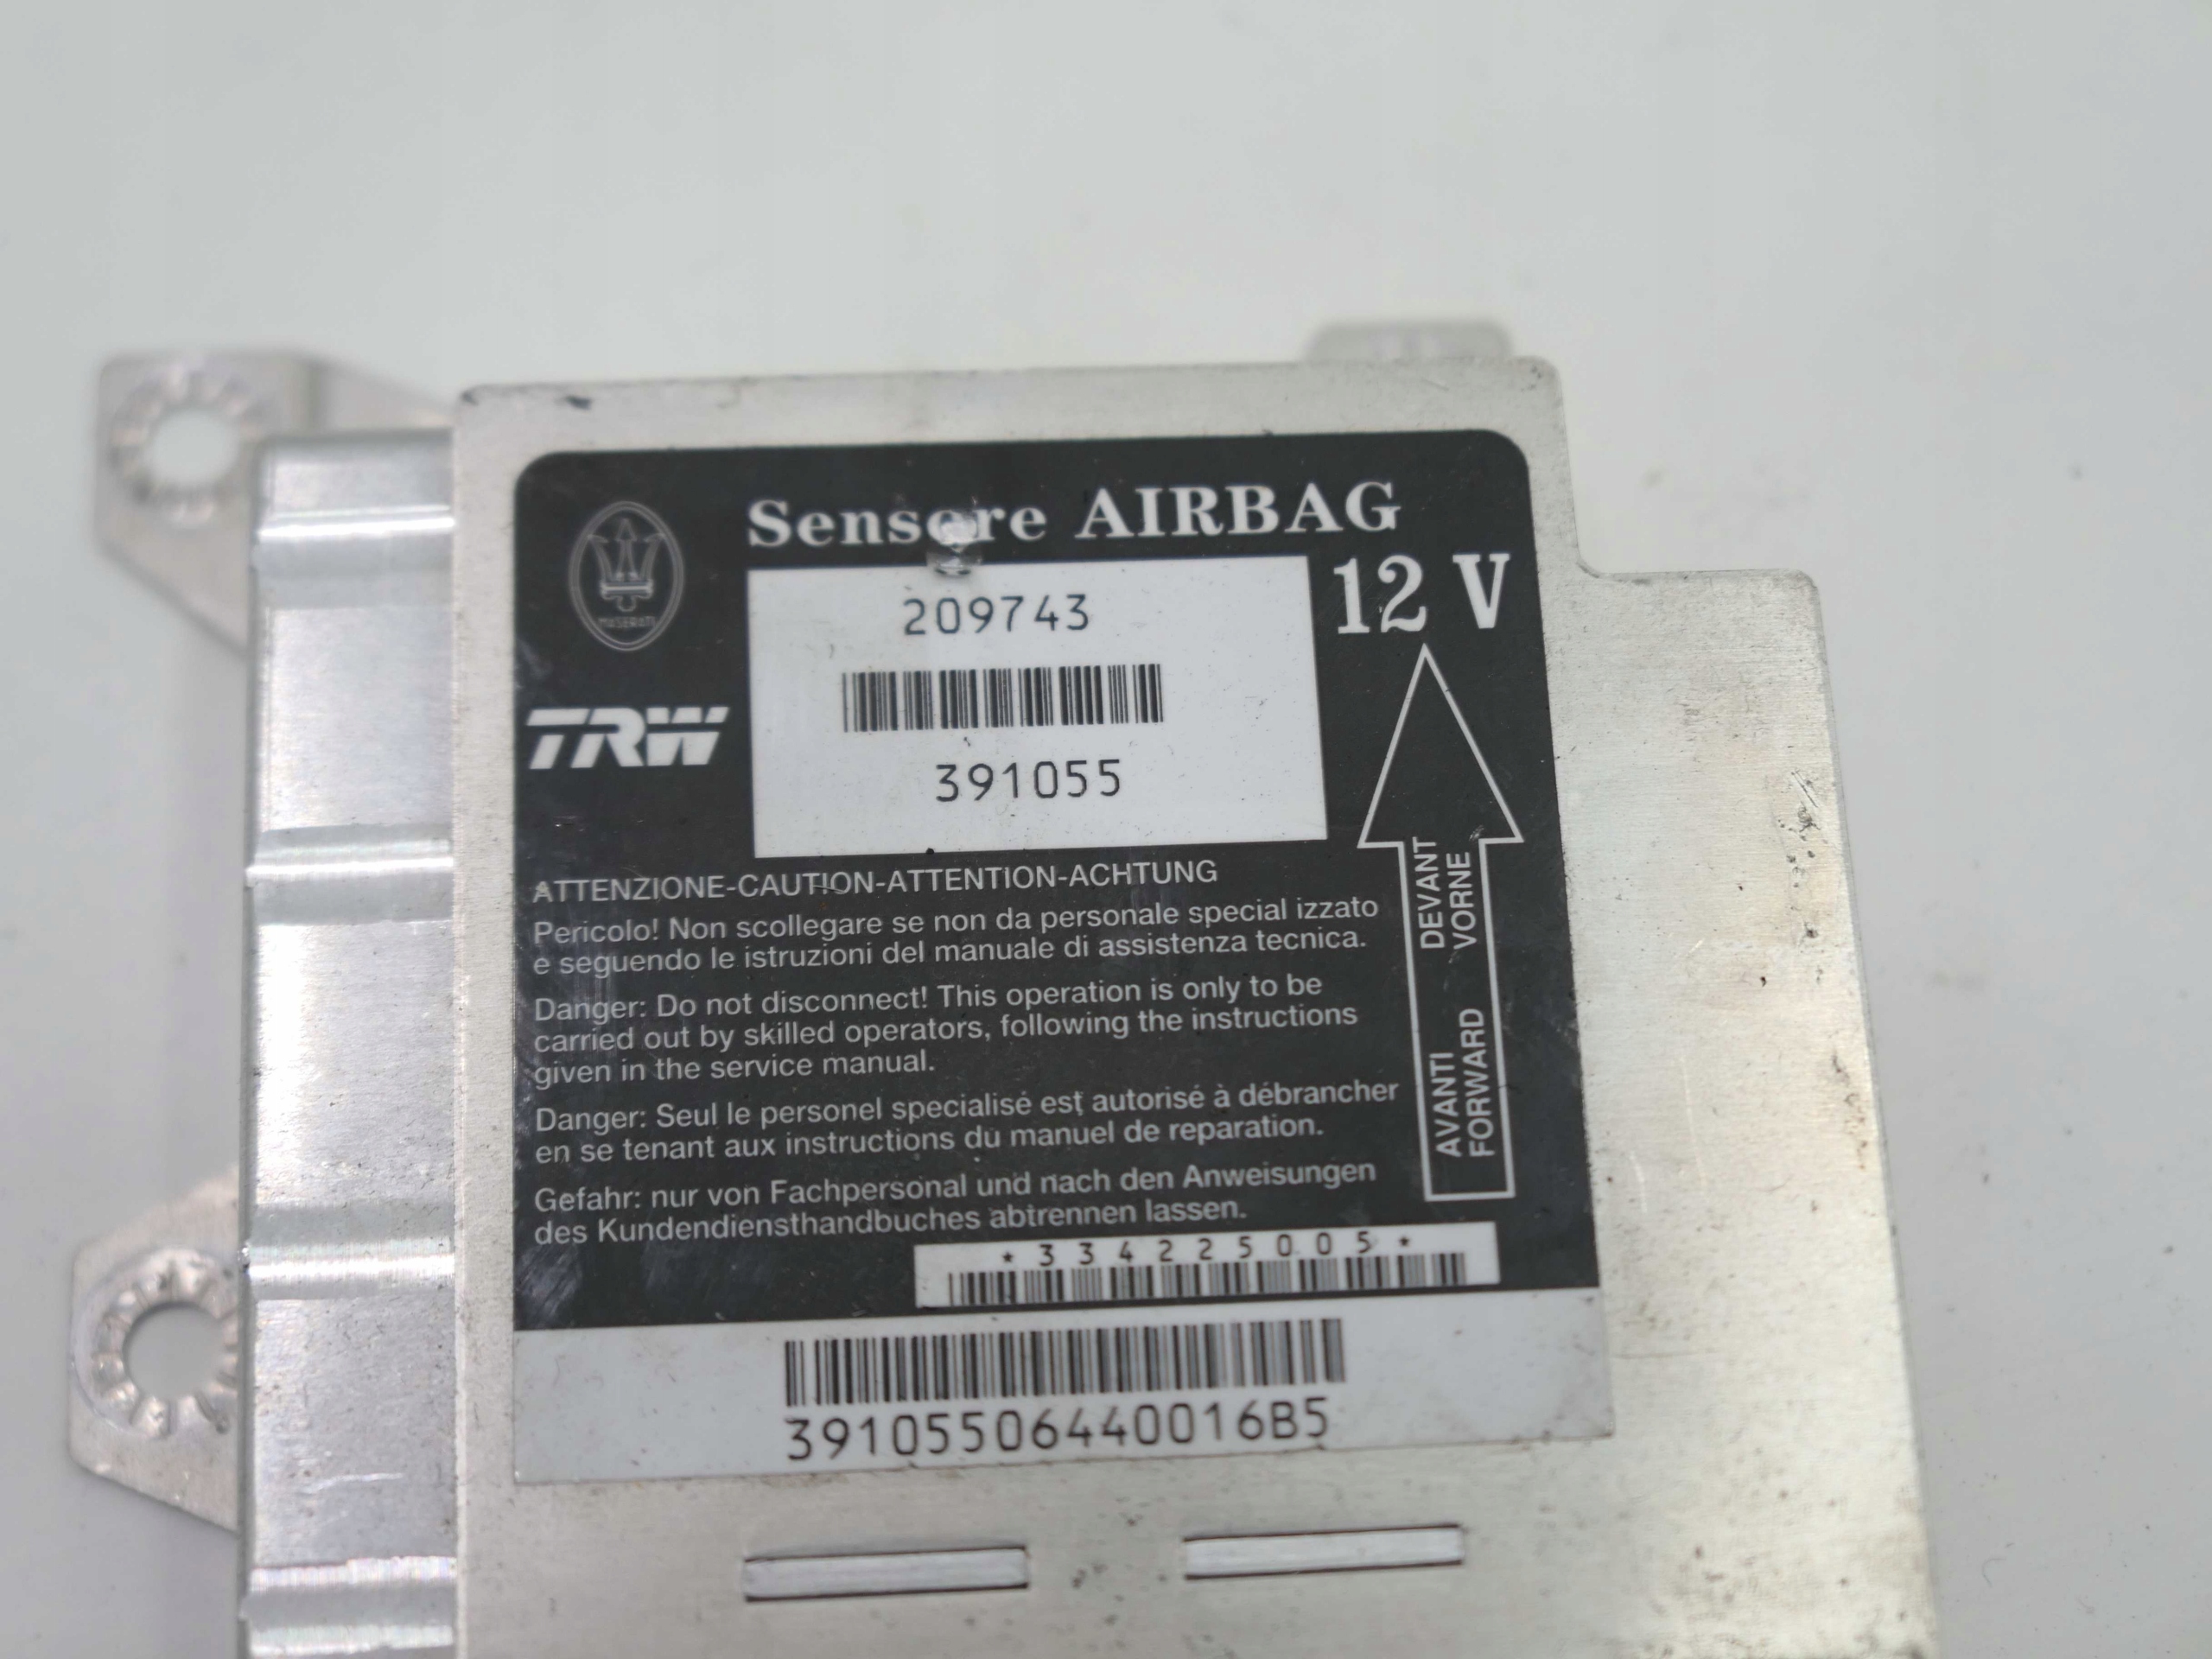 Sensore AIRBAG
12 V
MASERATI
209743
TRW
391055
ATTENZIONE-CAUTION-ATTENTION-ACHTUNG
Pericolo! Non scollegare se non da personale special izzato
e seguendo le istruzioni del manuale di assistenza tecnica.
Danger: Do not disconnect! This operation is only to be
carried out by skilled operators, following the instructions
given in the service manual.
Danger: Seul le personel specialisé est autorisé à débrancher
en se tenant aux instructions du manuel de reparation.
Gefahr: nur von Fachpersonal und nach den Anweisungen
des Kundendiensthandbuches abtrennen lassen.
AVANTI DEVANT
FORWARD VORNE
*334225005*
39105506440016B5